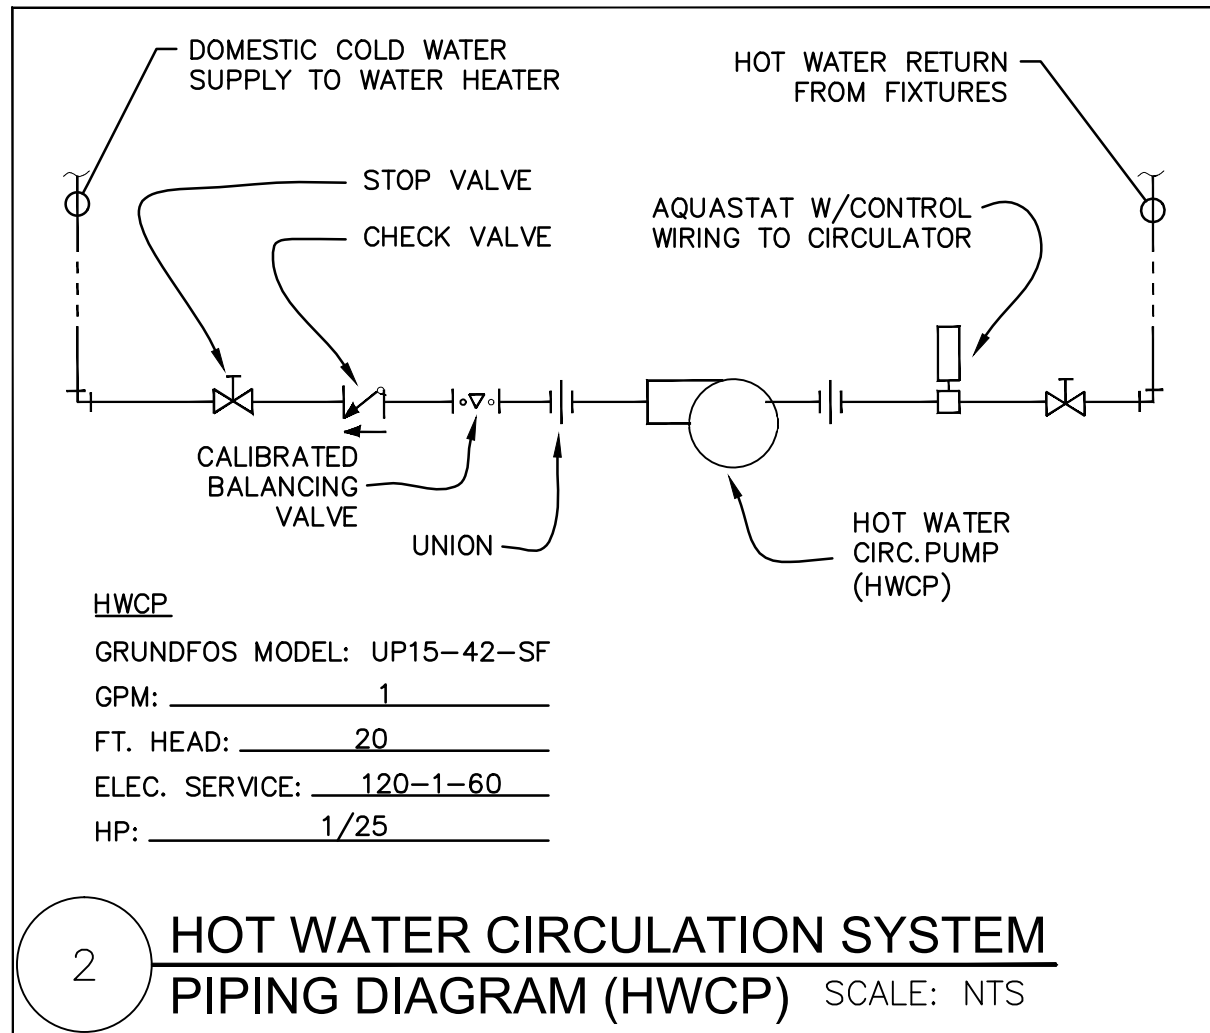 DOMESTIC COLD WATER
SUPPLY TO WATER HEATER
HOT WATER RETURN
FROM FIXTURES
STOP VALVE
CHECK VALVE
AQUASTAT W/CONTROL
WIRING TO CIRCULATOR
CALIBRATED
BALANCING
VALVE
UNION
HOT WATER
CIRC.PUMP
(HWCP)
HWCP
GRUNDFOS MODEL: UP15-42-SF
GPM: 1
FT. HEAD: 20
ELEC. SERVICE: 120-1-60
HP: 1/25
2
HOT WATER CIRCULATION SYSTEM
PIPING DIAGRAM (HWCP) SCALE: NTS